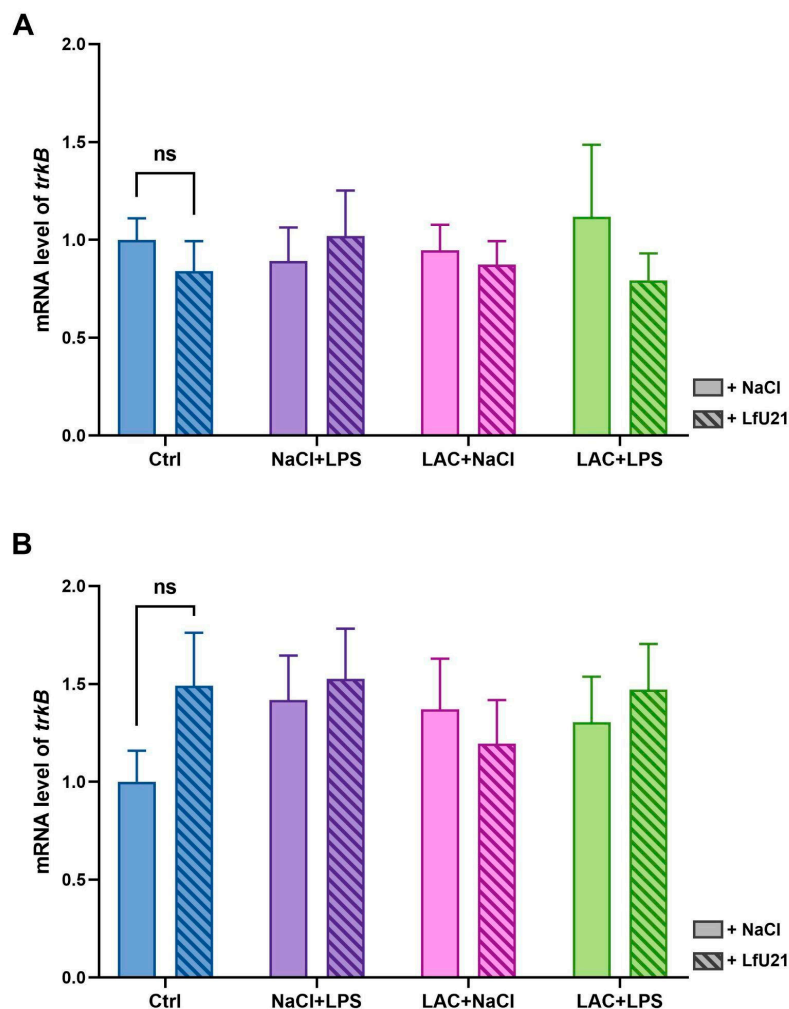 A
2.0
ns
1.5
1.0
0.5
0.0
mRNA level of trkB
Ctrl NaCl+LPS LAC+NaCl LAC+LPS
+ NaCl
+ LfU21
B
2.0
ns
1.5
1.0
0.5
0.0
mRNA level of trkB
Ctrl NaCl+LPS LAC+NaCl LAC+LPS
+ NaCl
+ LfU21